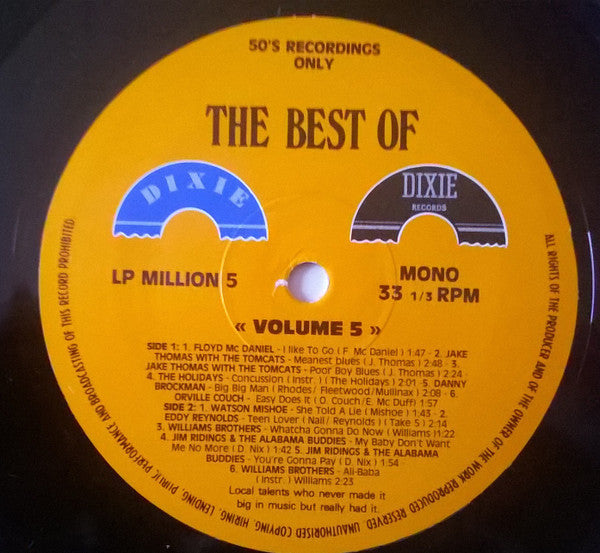 50'S RECORDINGS
ONLY
THE BEST OF
DIXIE
DIXIE
RECORDS
LP MILLION 5
MONO
33 1/3 RPM
« VOLUME 5 »
SIDE 1: 1. FLOYD Mc DANIEL - I like To Go ( F. Mc Daniel ) 1:47 - 2. JAKE
THOMAS WITH THE TOMCATS - Meanest blues ( J. Thomas ) 2:48 - 3.
JAKE THOMAS WITH THE TOMCATS - Poor Boy Blues ( J. Thomas ) 2:24 -
4. THE HOLIDAYS - Concussion ( Instr. ) ( The Holidays ) 2:01 - 5. DANNY
BROCKMAN - Big Big Man ( Rhodes / Fleetwood / Mullinax ) 2:08 - 6.
ORVILLE COUCH - Easy Does It ( O. Couch / E. Mc Duff ) 1:57
SIDE 2: 1. WATSON MISHOE - She Told A Lie ( Mishoe ) 1:43 - 2.
EDDY REYNOLDS - Teen Lover ( Nail / Reynolds ) ( Take 5 ) 2:14
3. WILLIAMS BROTHERS - Whatcha Gonna Do Now ( Williams )1:22
4. JIM RIDINGS & THE ALABAMA BUDDIES - My Baby Don't Want
Me No More ( D. Nix ) 1:42 5. JIM RIDINGS & THE ALABAMA
BUDDIES - You're Gonna Pay ( D. Nix ) 1:54
6. WILLIAMS BROTHERS - Ali-Baba
( Instr. ) Williams 2:23
Local talents who never made it
big in music but really had it.
ALL RIGHTS OF THE PRODUCER AND OF THE OWNER OF THE WORK REPRODUCED RESERVED. UNAUTHORISED COPYING, HIRING, LENDING, PUBLIC PERFORMANCE AND BROADCASTING OF THIS RECORD PROHIBITED